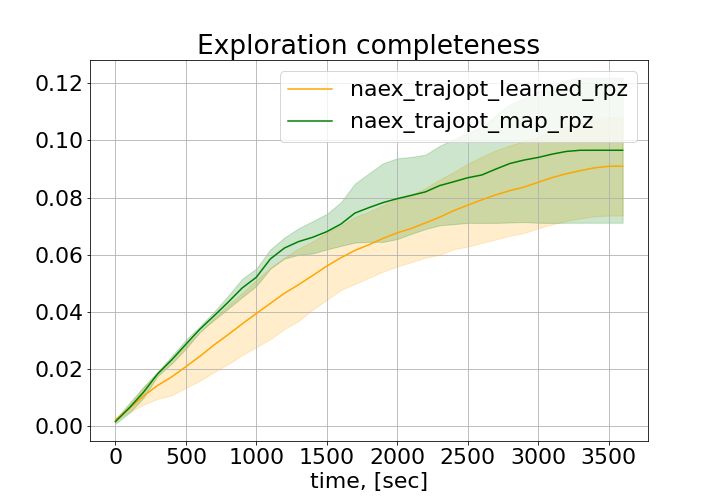 Exploration completeness
naex_trajopt_learned_rpz
naex_trajopt_map_rpz
0.12
0.10
0.08
0.06
0.04
0.02
0.00
0 500 1000 1500 2000 2500 3000 3500
time, [sec]